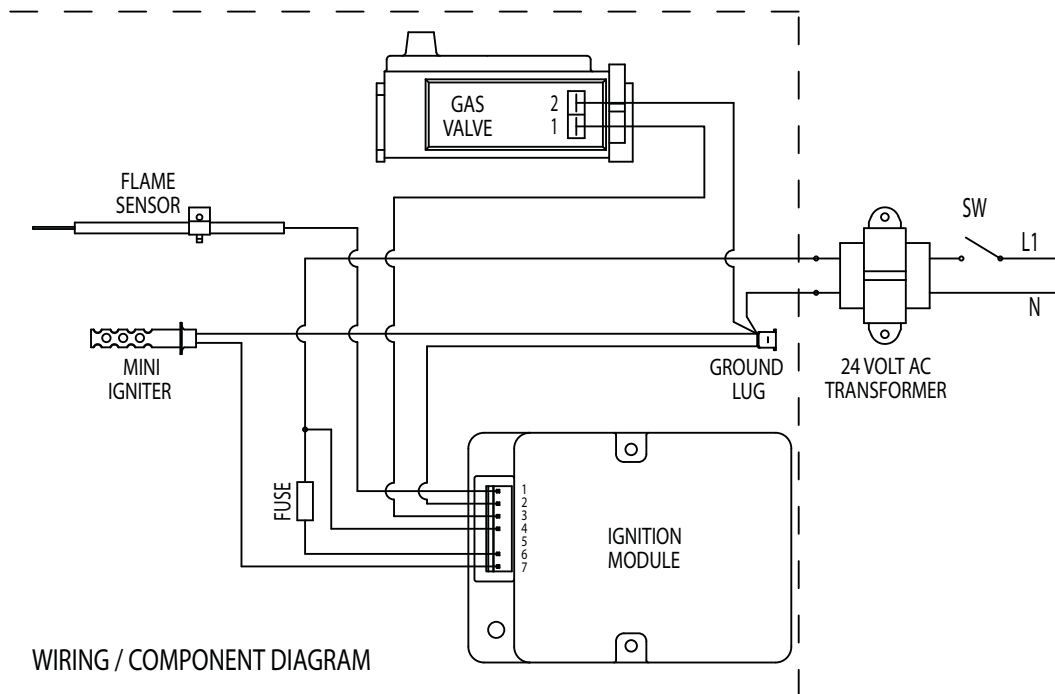 GAS
VALVE
2
1
FLAME
SENSOR
SW
L1
N
MINI
IGNITER
GROUND
LUG
24 VOLT AC
TRANSFORMER
FUSE
1
2
3
4
5
6
7
IGNITION
MODULE
WIRING / COMPONENT DIAGRAM